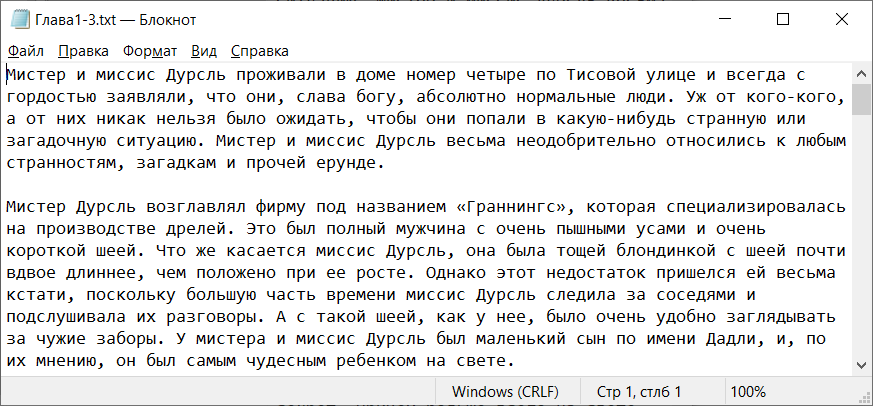 Глава1-3.txt — Блокнот
Файл Правка Формат Вид Справка
Мистер и миссис Дурсль проживали в доме номер четыре по Тисовой улице и всегда с
гордостью заявляли, что они, слава богу, абсолютно нормальные люди. Уж от кого-кого,
а от них никак нельзя было ожидать, чтобы они попали в какую-нибудь странную или
загадочную ситуацию. Мистер и миссис Дурсль весьма неодобрительно относились к любым
странностям, загадкам и прочей ерунде.
Мистер Дурсль возглавлял фирму под названием «Граннингс», которая специализировалась
на производстве дрелей. Это был полный мужчина с очень пышными усами и очень
короткой шеей. Что же касается миссис Дурсль, она была тощей блондинкой с шеей почти
вдвое длиннее, чем положено при ее росте. Однако этот недостаток пришелся ей весьма
кстати, поскольку большую часть времени миссис Дурсль следила за соседями и
подслушивала их разговоры. А с такой шеей, как у нее, было очень удобно заглядывать
за чужие заборы. У мистера и миссис Дурсль был маленький сын по имени Дадли, и, по
их мнению, он был самым чудесным ребенком на свете.
Windows (CRLF) Стр 1, стлб 1 100%